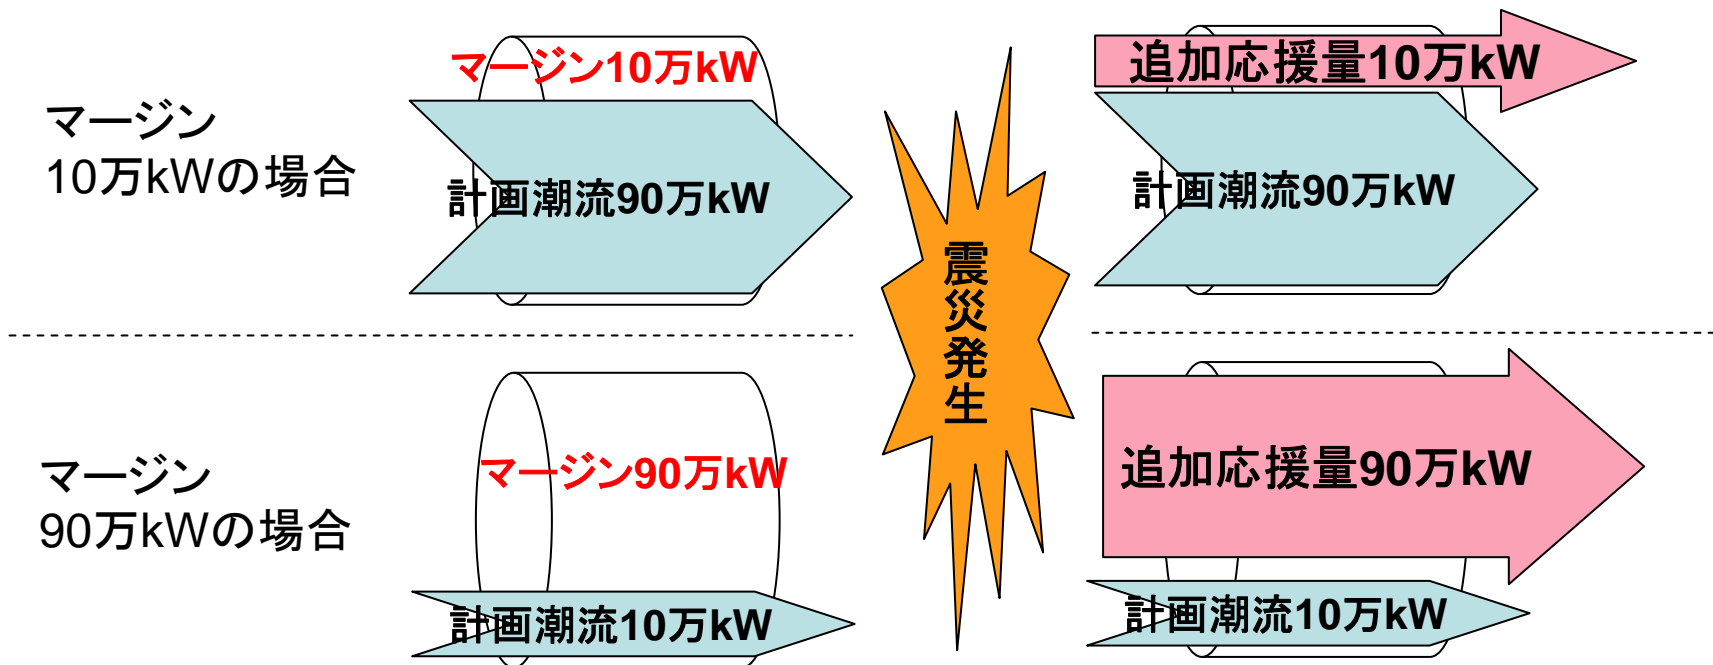 マージン
10万kWの場合
マージン10万kW
計画潮流90万kW
震災発生
追加応援量10万kW
計画潮流90万kW
マージン
90万kWの場合
マージン90万kW
計画潮流10万kW
追加応援量90万kW
計画潮流10万kW